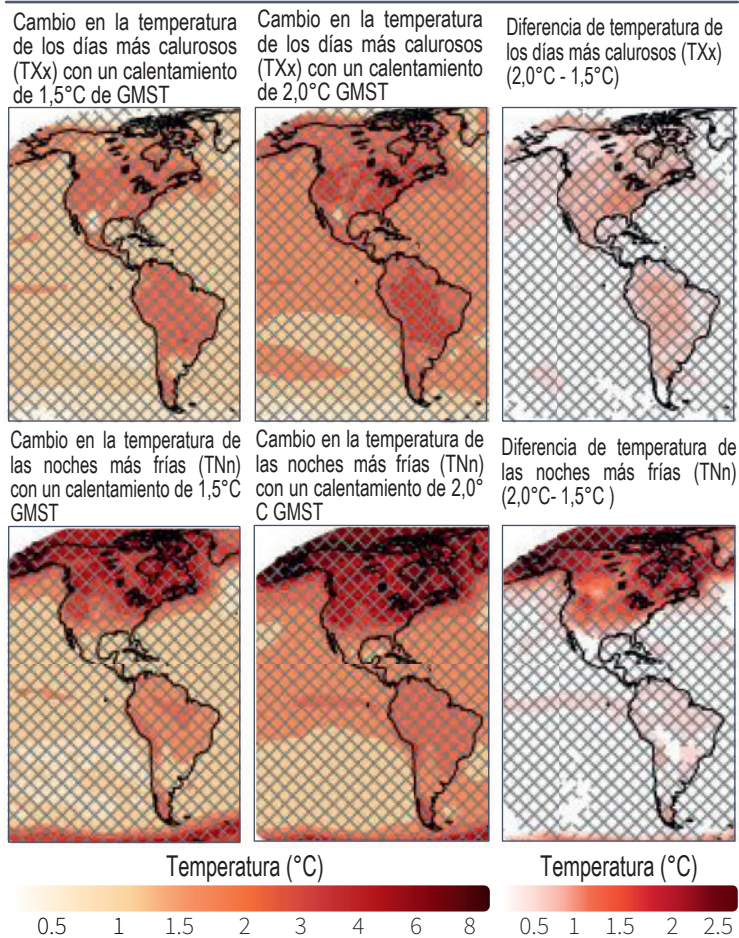 Cambio en la temperatura
de los días más calurosos
(TXx) con un calentamiento
de 1,5°C de GMST
Cambio en la temperatura
de los días más calurosos
(TXx) con un calentamiento
de 2,0°C GMST
Diferencia de temperatura de
los días más calurosos (TXx)
(2,0°C - 1,5°C)
Cambio en la temperatura de
las noches más frías (TNn)
con un calentamiento de 1,5°C
GMST
Cambio en la temperatura de
las noches más frías (TNn)
con un calentamiento de 2,0°
C GMST
Diferencia de temperatura de
las noches más frías (TNn)
(2,0°C- 1,5°C )
Temperatura (°C)
0.5 1 1.5 2 3 4 6 8
Temperatura (°C)
0.5 1 1.5 2 2.5